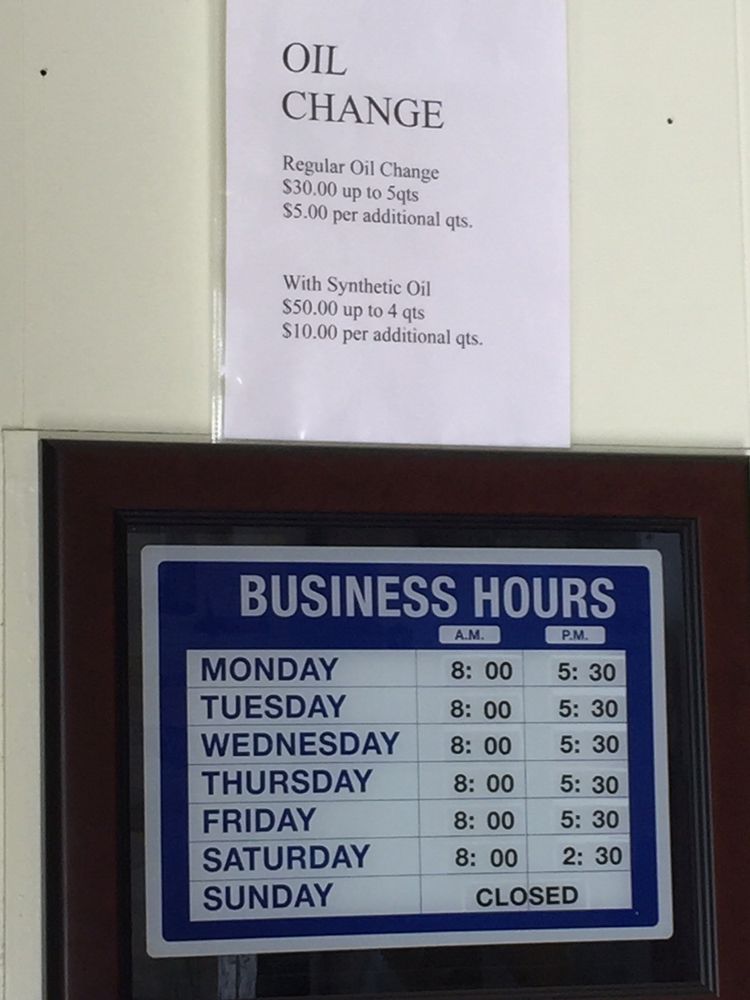 OIL
CHANGE
Regular Oil Change
$30.00 up to 5qts
$5.00 per additional qts.
With Synthetic Oil
$50.00 up to 4 qts
$10.00 per additional qts.
BUSINESS HOURS
A.M. P.M.
MONDAY 8: 00 5: 30
TUESDAY 8: 00 5: 30
WEDNESDAY 8: 00 5: 30
THURSDAY 8: 00 5: 30
FRIDAY 8: 00 5: 30
SATURDAY 8: 00 2: 30
SUNDAY CLOSED